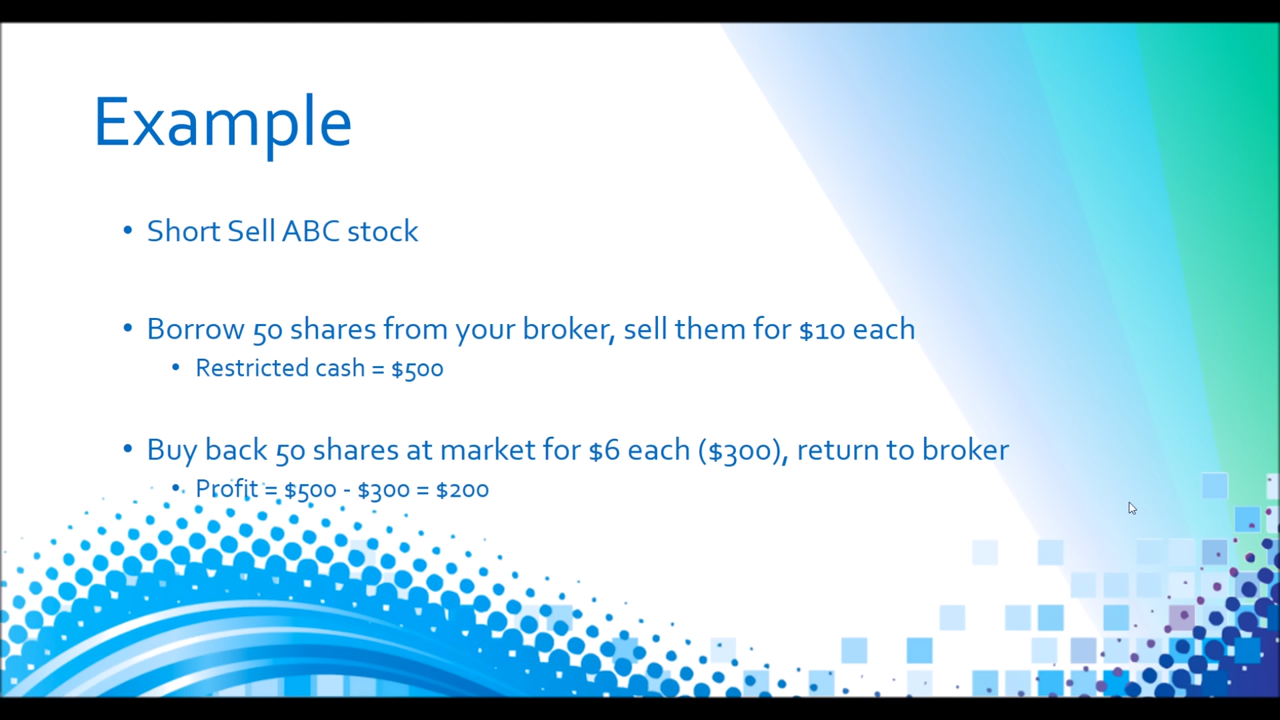 Example
• Short Sell ABC stock
• Borrow 50 shares from your broker, sell them for $10 each
• Restricted cash = $500
• Buy back 50 shares at market for $6 each ($300), return to broker
• Profit = $500 - $300 = $200